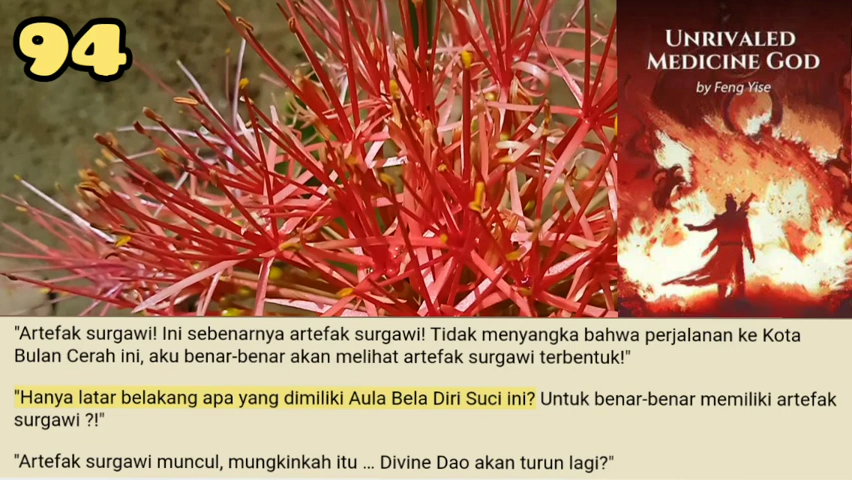 94
UNRIVALED
MEDICINE GOD
by Feng Yise
"Artefak surgawi! Ini sebenarnya artefak surgawi! Tidak menyangka bahwa perjalanan ke Kota
Bulan Cerah ini, aku benar-benar akan melihat artefak surgawi terbentuk!"
"Hanya latar belakang apa yang dimiliki Aula Bela Diri Suci ini? Untuk benar-benar memiliki artefak
surgawi ?!"
"Artefak surgawi muncul, mungkinkah itu ... Divine Dao akan turun lagi?"